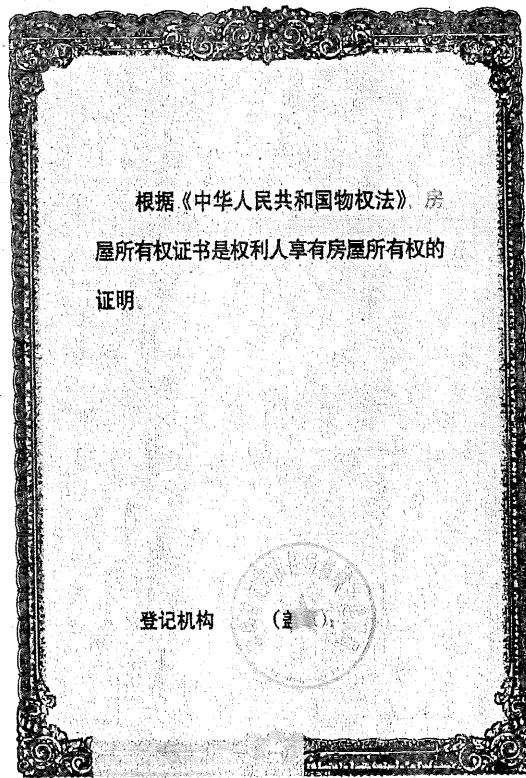 根据《中华人民共和国物权法》, 房
屋所有权证书是权利人享有房屋所有权的
证明。
登记机构 (盖